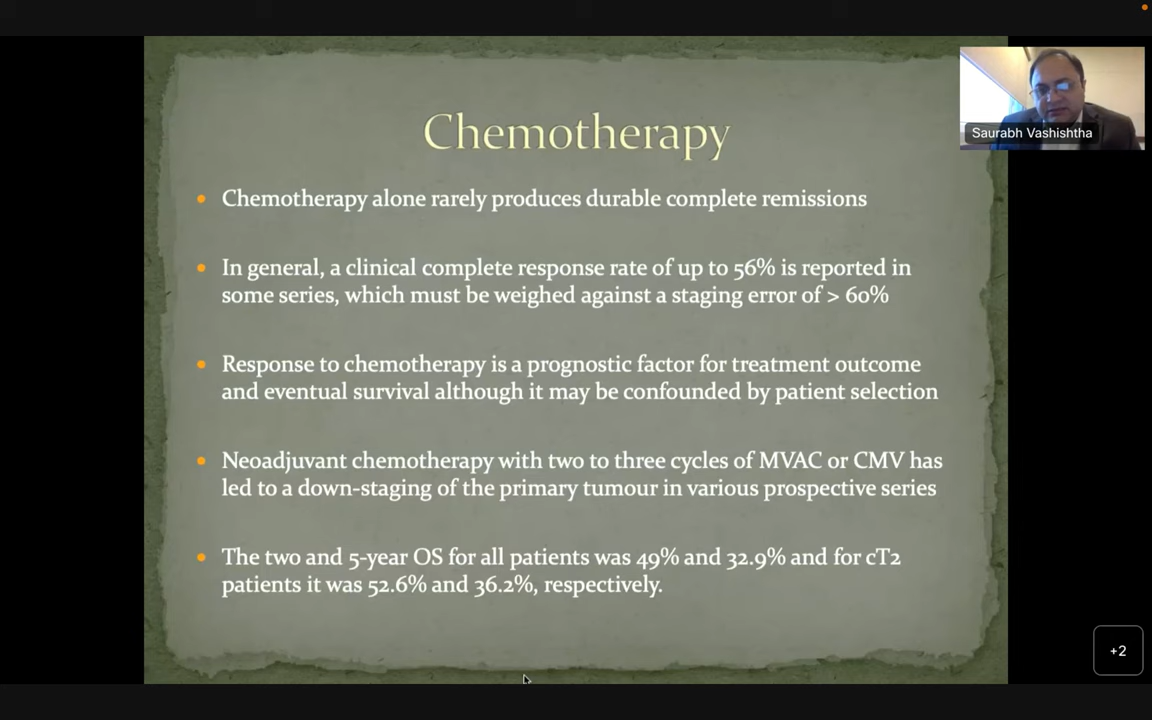 Chemotherapy
Saurabh Vashishtha
• Chemotherapy alone rarely produces durable complete remissions
• In general, a clinical complete response rate of up to 56% is reported in
some series, which must be weighed against a staging error of > 60%
• Response to chemotherapy is a prognostic factor for treatment outcome
and eventual survival although it may be confounded by patient selection
• Neoadjuvant chemotherapy with two to three cycles of MVAC or CMV has
led to a down-staging of the primary tumour in various prospective series
• The two and 5-year OS for all patients was 49% and 32.9% and for cT2
patients it was 52.6% and 36.2%, respectively.
+2